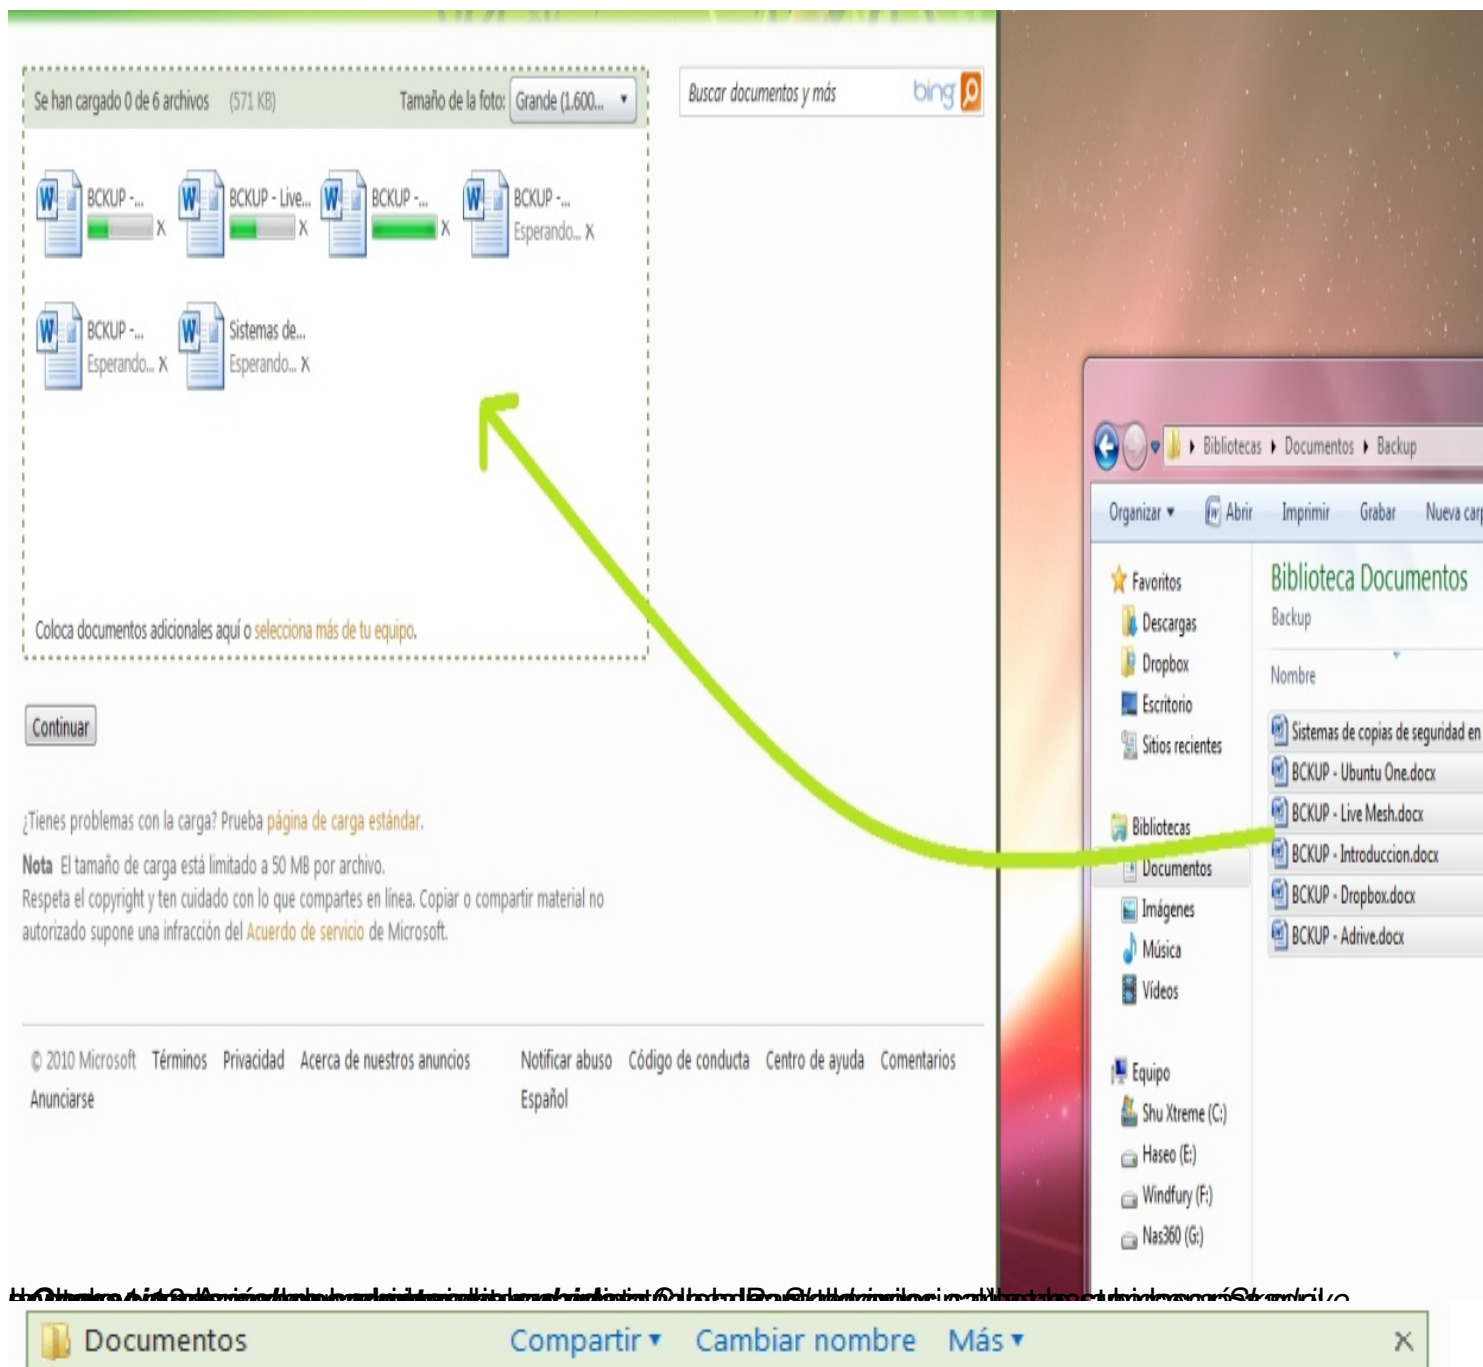 Se han cargado 0 de 6 archivos (571 KB) Tamaño de la foto: Grande (1.600...
Buscar documentos y más bing
BCKUP -... BCKUP - Live... BCKUP -... BCKUP -...
Esperando... X
BCKUP -... Sistemas de...
Esperando... X Esperando... X
Coloca documentos adicionales aquí o selecciona más de tu equipo.
Continuar
¿Tienes problemas con la carga? Prueba página de carga estándar.
Nota El tamaño de carga está limitado a 50 MB por archivo.
Respeta el copyright y ten cuidado con lo que compartes en línea. Copiar o compartir material no
autorizado supone una infracción del Acuerdo de servicio de Microsoft.
© 2010 Microsoft Términos Privacidad Acerca de nuestros anuncios Notificar abuso Código de conducta Centro de ayuda Comentarios
Anunciarse Español
Bibliotecas Documentos Backup
Organizar Abrir Imprimir Grabar Nueva carp
Favoritos
Descargas
Dropbox
Escritorio
Sitios recientes
Bibliotecas
Documentos
Imágenes
Música
Vídeos
Equipo
Shu Xtreme (C:)
Haseo (E:)
Windfury (F:)
Nas360 (G:)
Biblioteca Documentos
Backup
Nombre
Sistemas de copias de seguridad en
BCKUP - Ubuntu One.docx
BCKUP - Live Mesh.docx
BCKUP - Introduccion.docx
BCKUP - Dropbox.docx
BCKUP - Adrive.docx
Documentos Compartir Cambiar nombre Más